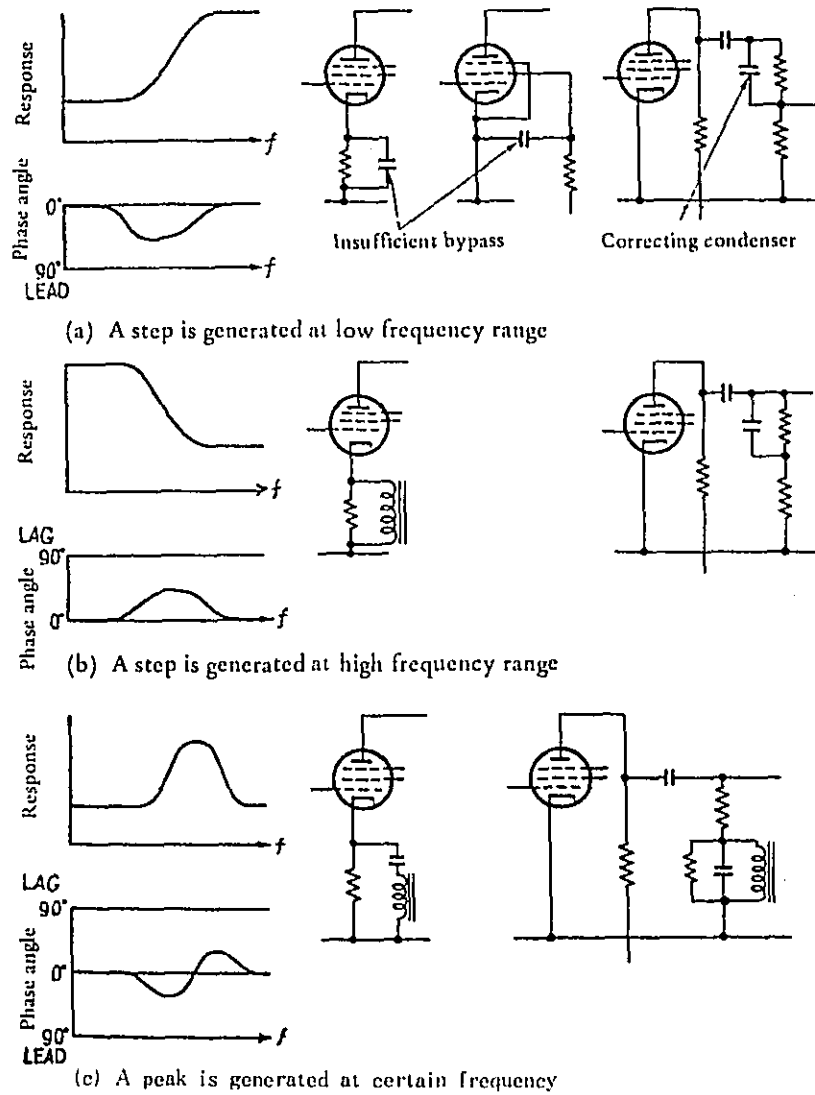 Response
f
Phase angle
0°
90°
LEAD
f
Insufficient bypass
Correcting condenser
(a) A step is generated at low frequency range
Response
f
LAG
90°
Phase angle
0°
f
(b) A step is generated at high frequency range
Response
f
LAG
90°
Phase angle
0°
90°
LEAD
f
(c) A peak is generated at certain frequency